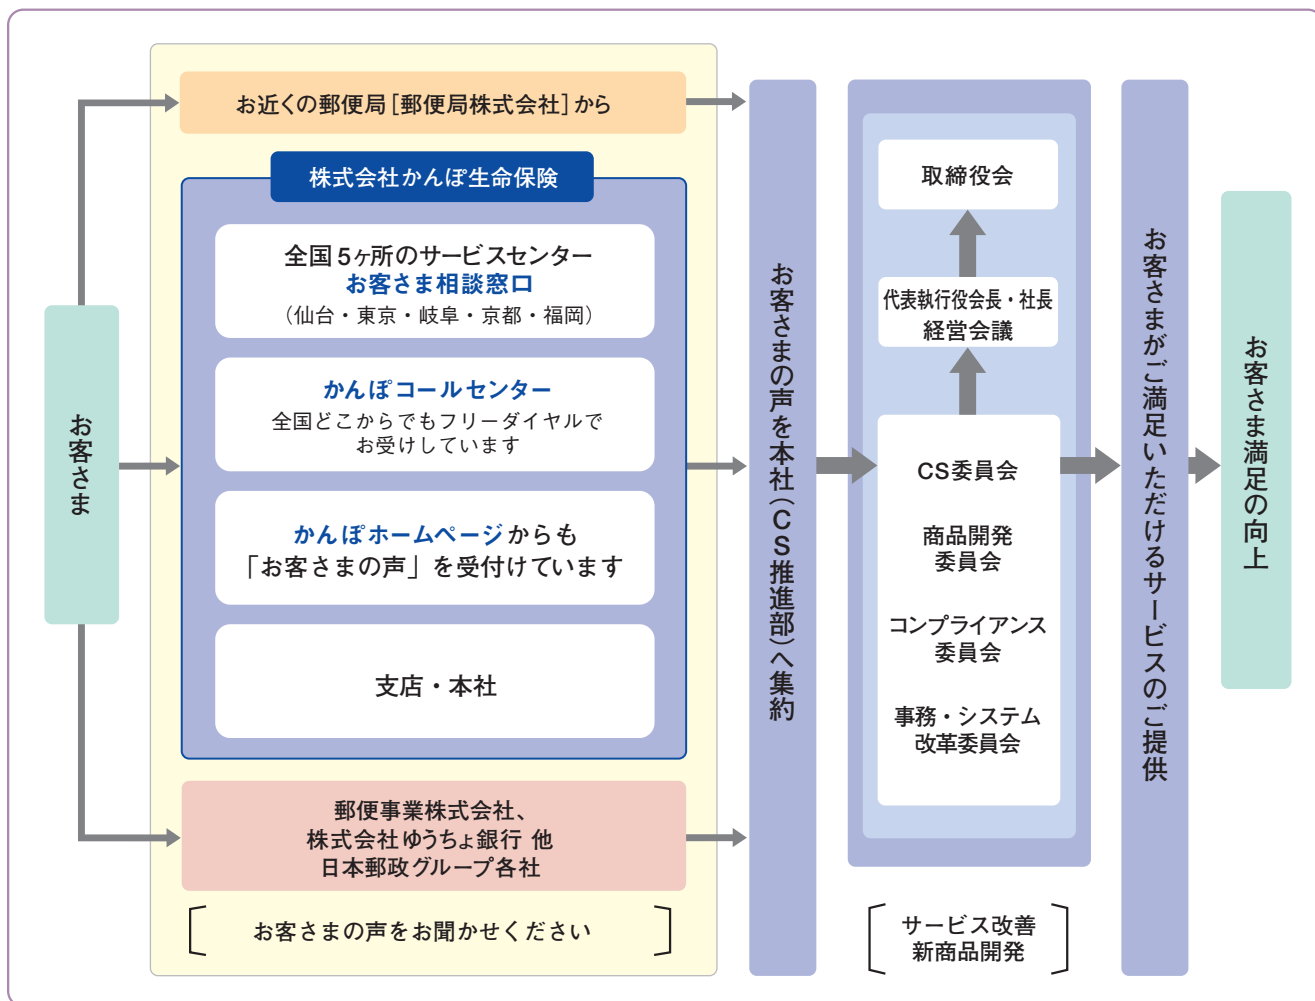 お客さま
お近くの郵便局［郵便局株式会社］から
株式会社かんぽ生命保険
全国5ヶ所のサービスセンター
お客さま相談窓口
（仙台・東京・岐阜・京都・福岡）
かんぽコールセンター
全国どこからでもフリーダイヤルで
お受けしています
かんぽホームページからも
「お客さまの声」を受付けています
支店・本社
郵便事業株式会社、
株式会社ゆうちょ銀行 他
日本郵政グループ各社
お客さまの声をお聞かせください
お客さまの声を本社（CS推進部）へ集約
取締役会
代表執行役会長・社長
経営会議
CS委員会
商品開発
委員会
コンプライアンス
委員会
事務・システム
改革委員会
サービス改善
新商品開発
お客さまがご満足いただけるサービスのご提供
お客さま満足の向上